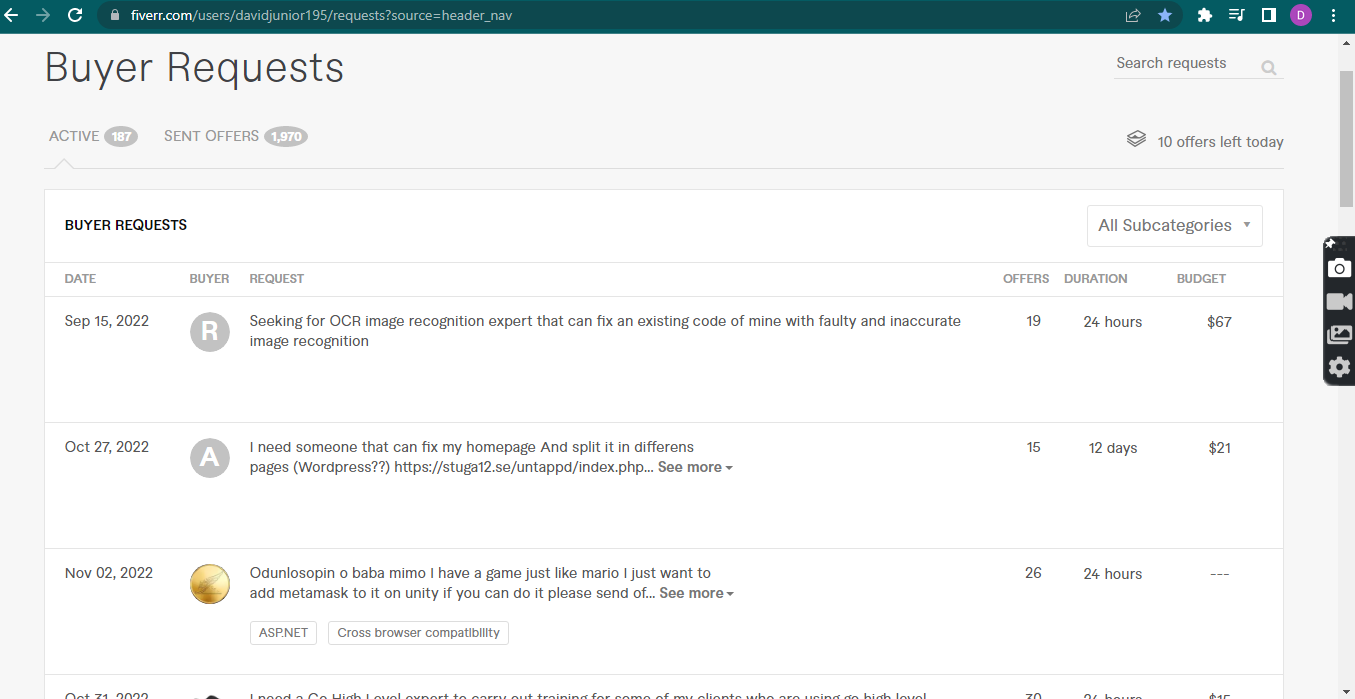 fiverr.com/users/davidjunior195/requests?source=header_nav
D
Buyer Requests
Search requests
ACTIVE 187 SENT OFFERS 1,970
10 offers left today
BUYER REQUESTS
All Subcategories
DATE BUYER REQUEST OFFERS DURATION BUDGET
Sep 15, 2022 R Seeking for OCR image recognition expert that can fix an existing code of mine with faulty and inaccurate 19 24 hours $67
image recognition
Oct 27, 2022 A I need someone that can fix my homepage And split it in differens 15 12 days $21
pages (Wordpress??) https://stuga12.se/untappd/index.php... See more
Nov 02, 2022 Odunlosopin o baba mimo I have a game just like mario I just want to 26 24 hours ---
add metamask to it on unity if you can do it please send of... See more
ASP.NET Cross browser compatibility
Oct 31, 2022 I need a Go High Level expert to carry out training for some of my clients who are using go high level 30 24 hours $15